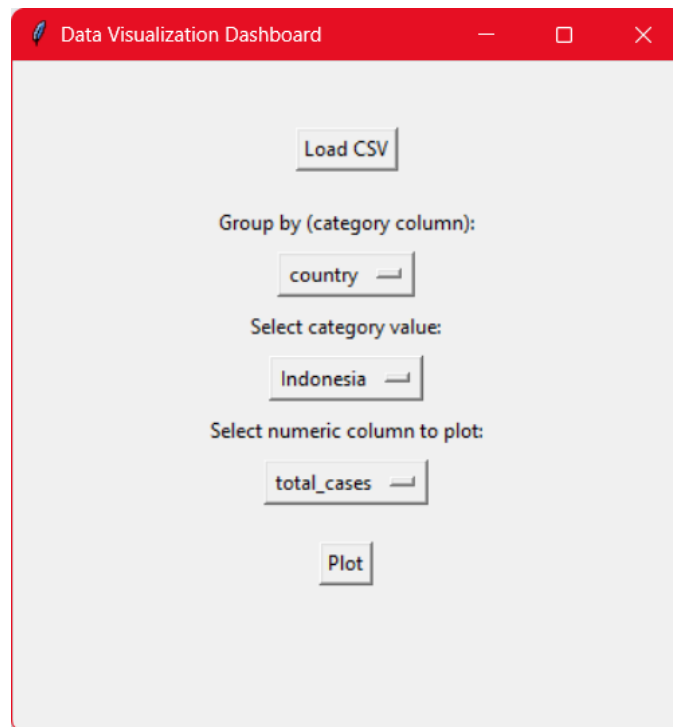 Data Visualization Dashboard
Load CSV
Group by (category column):
country
Select category value:
Indonesia
Select numeric column to plot:
total_cases
Plot